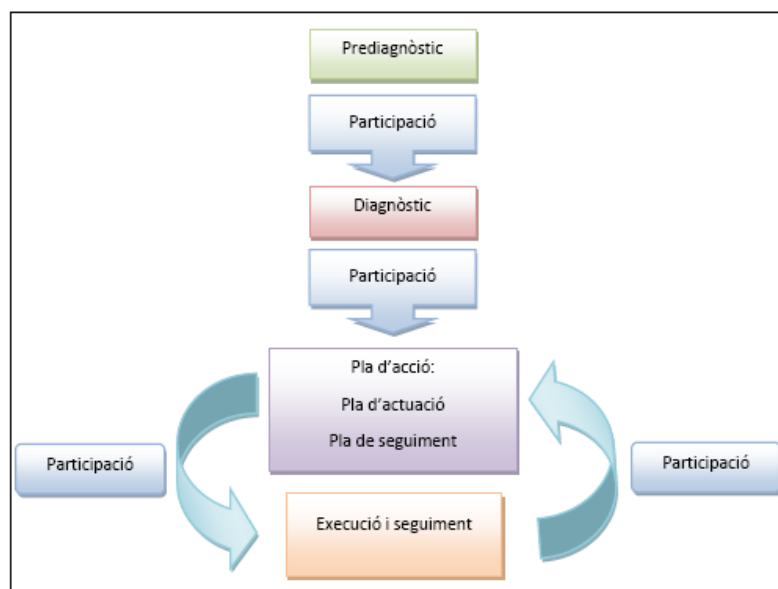 Prediagnòstic
Participació
Diagnòstic
Participació
Pla d'acció:
Pla d'actuació
Pla de seguiment
Participació
Participació
Execució i seguiment